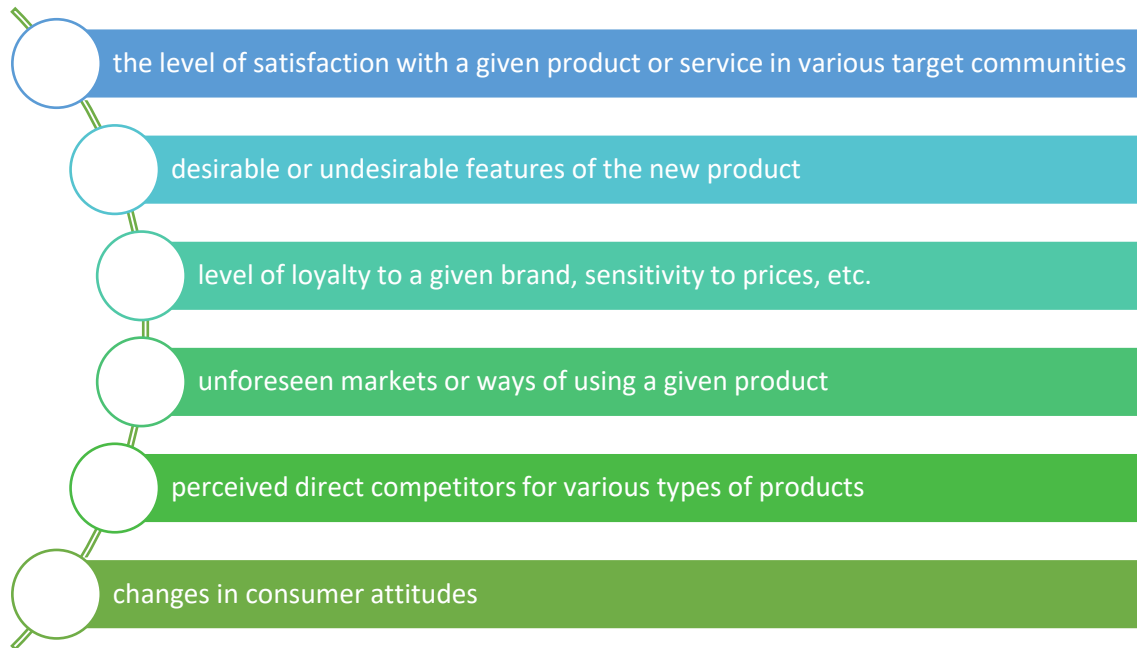 the level of satisfaction with a given product or service in various target communities
desirable or undesirable features of the new product
level of loyalty to a given brand, sensitivity to prices, etc.
unforeseen markets or ways of using a given product
perceived direct competitors for various types of products
changes in consumer attitudes